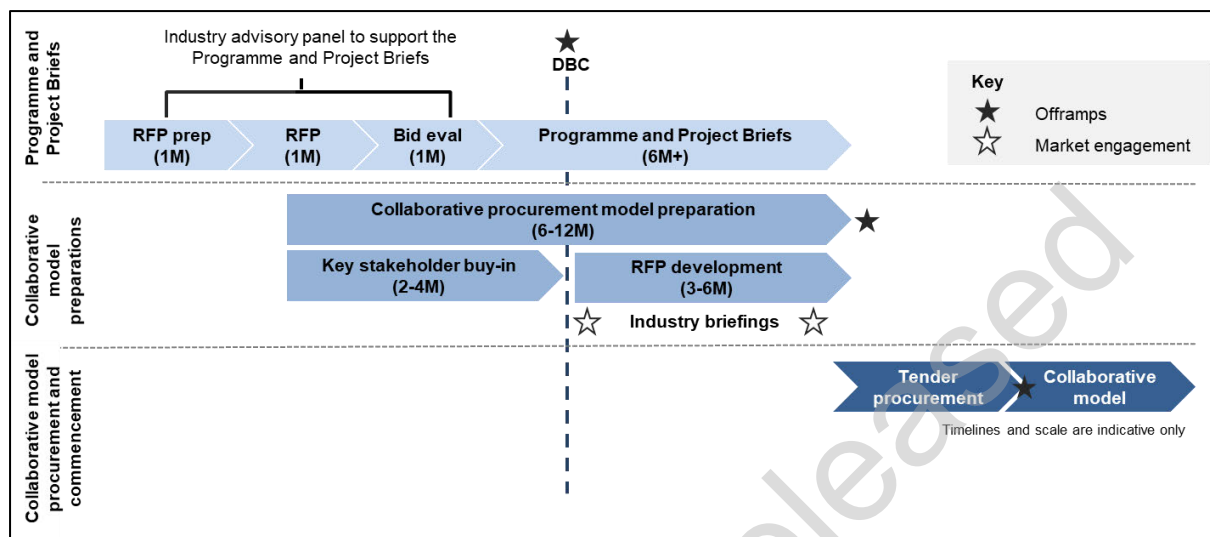 Programme and
Project Briefs
Industry advisory panel to support the
Programme and Project Briefs
DBC
Key
Offramps
Market engagement
RFP prep
(1M)
RFP
(1M)
Bid eval
(1M)
Programme and Project Briefs
(6M+)
Collaborative
model
preparations
Collaborative procurement model preparation
(6-12M)
Key stakeholder buy-in
(2-4M)
RFP development
(3-6M)
Industry briefings
Collaborative model
procurement and
commencement
Tender
procurement
Collaborative
model
Timelines and scale are indicative only
eleased